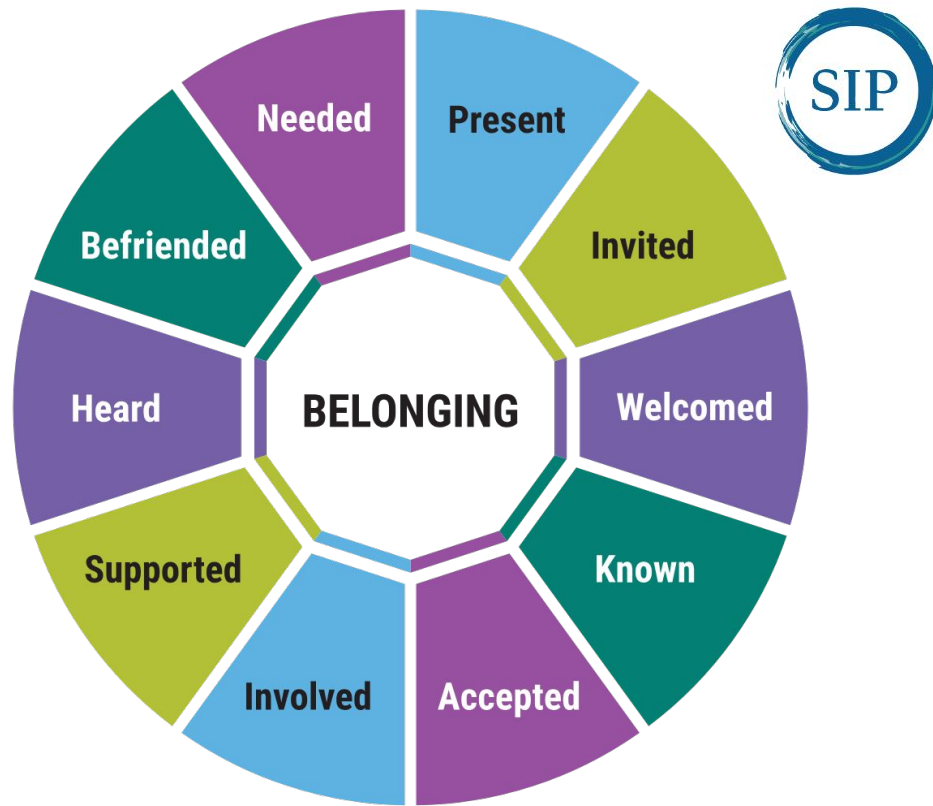 SIP
Needed
Present
Befriended
Invited
Heard
BELONGING
Welcomed
Supported
Known
Involved
Accepted